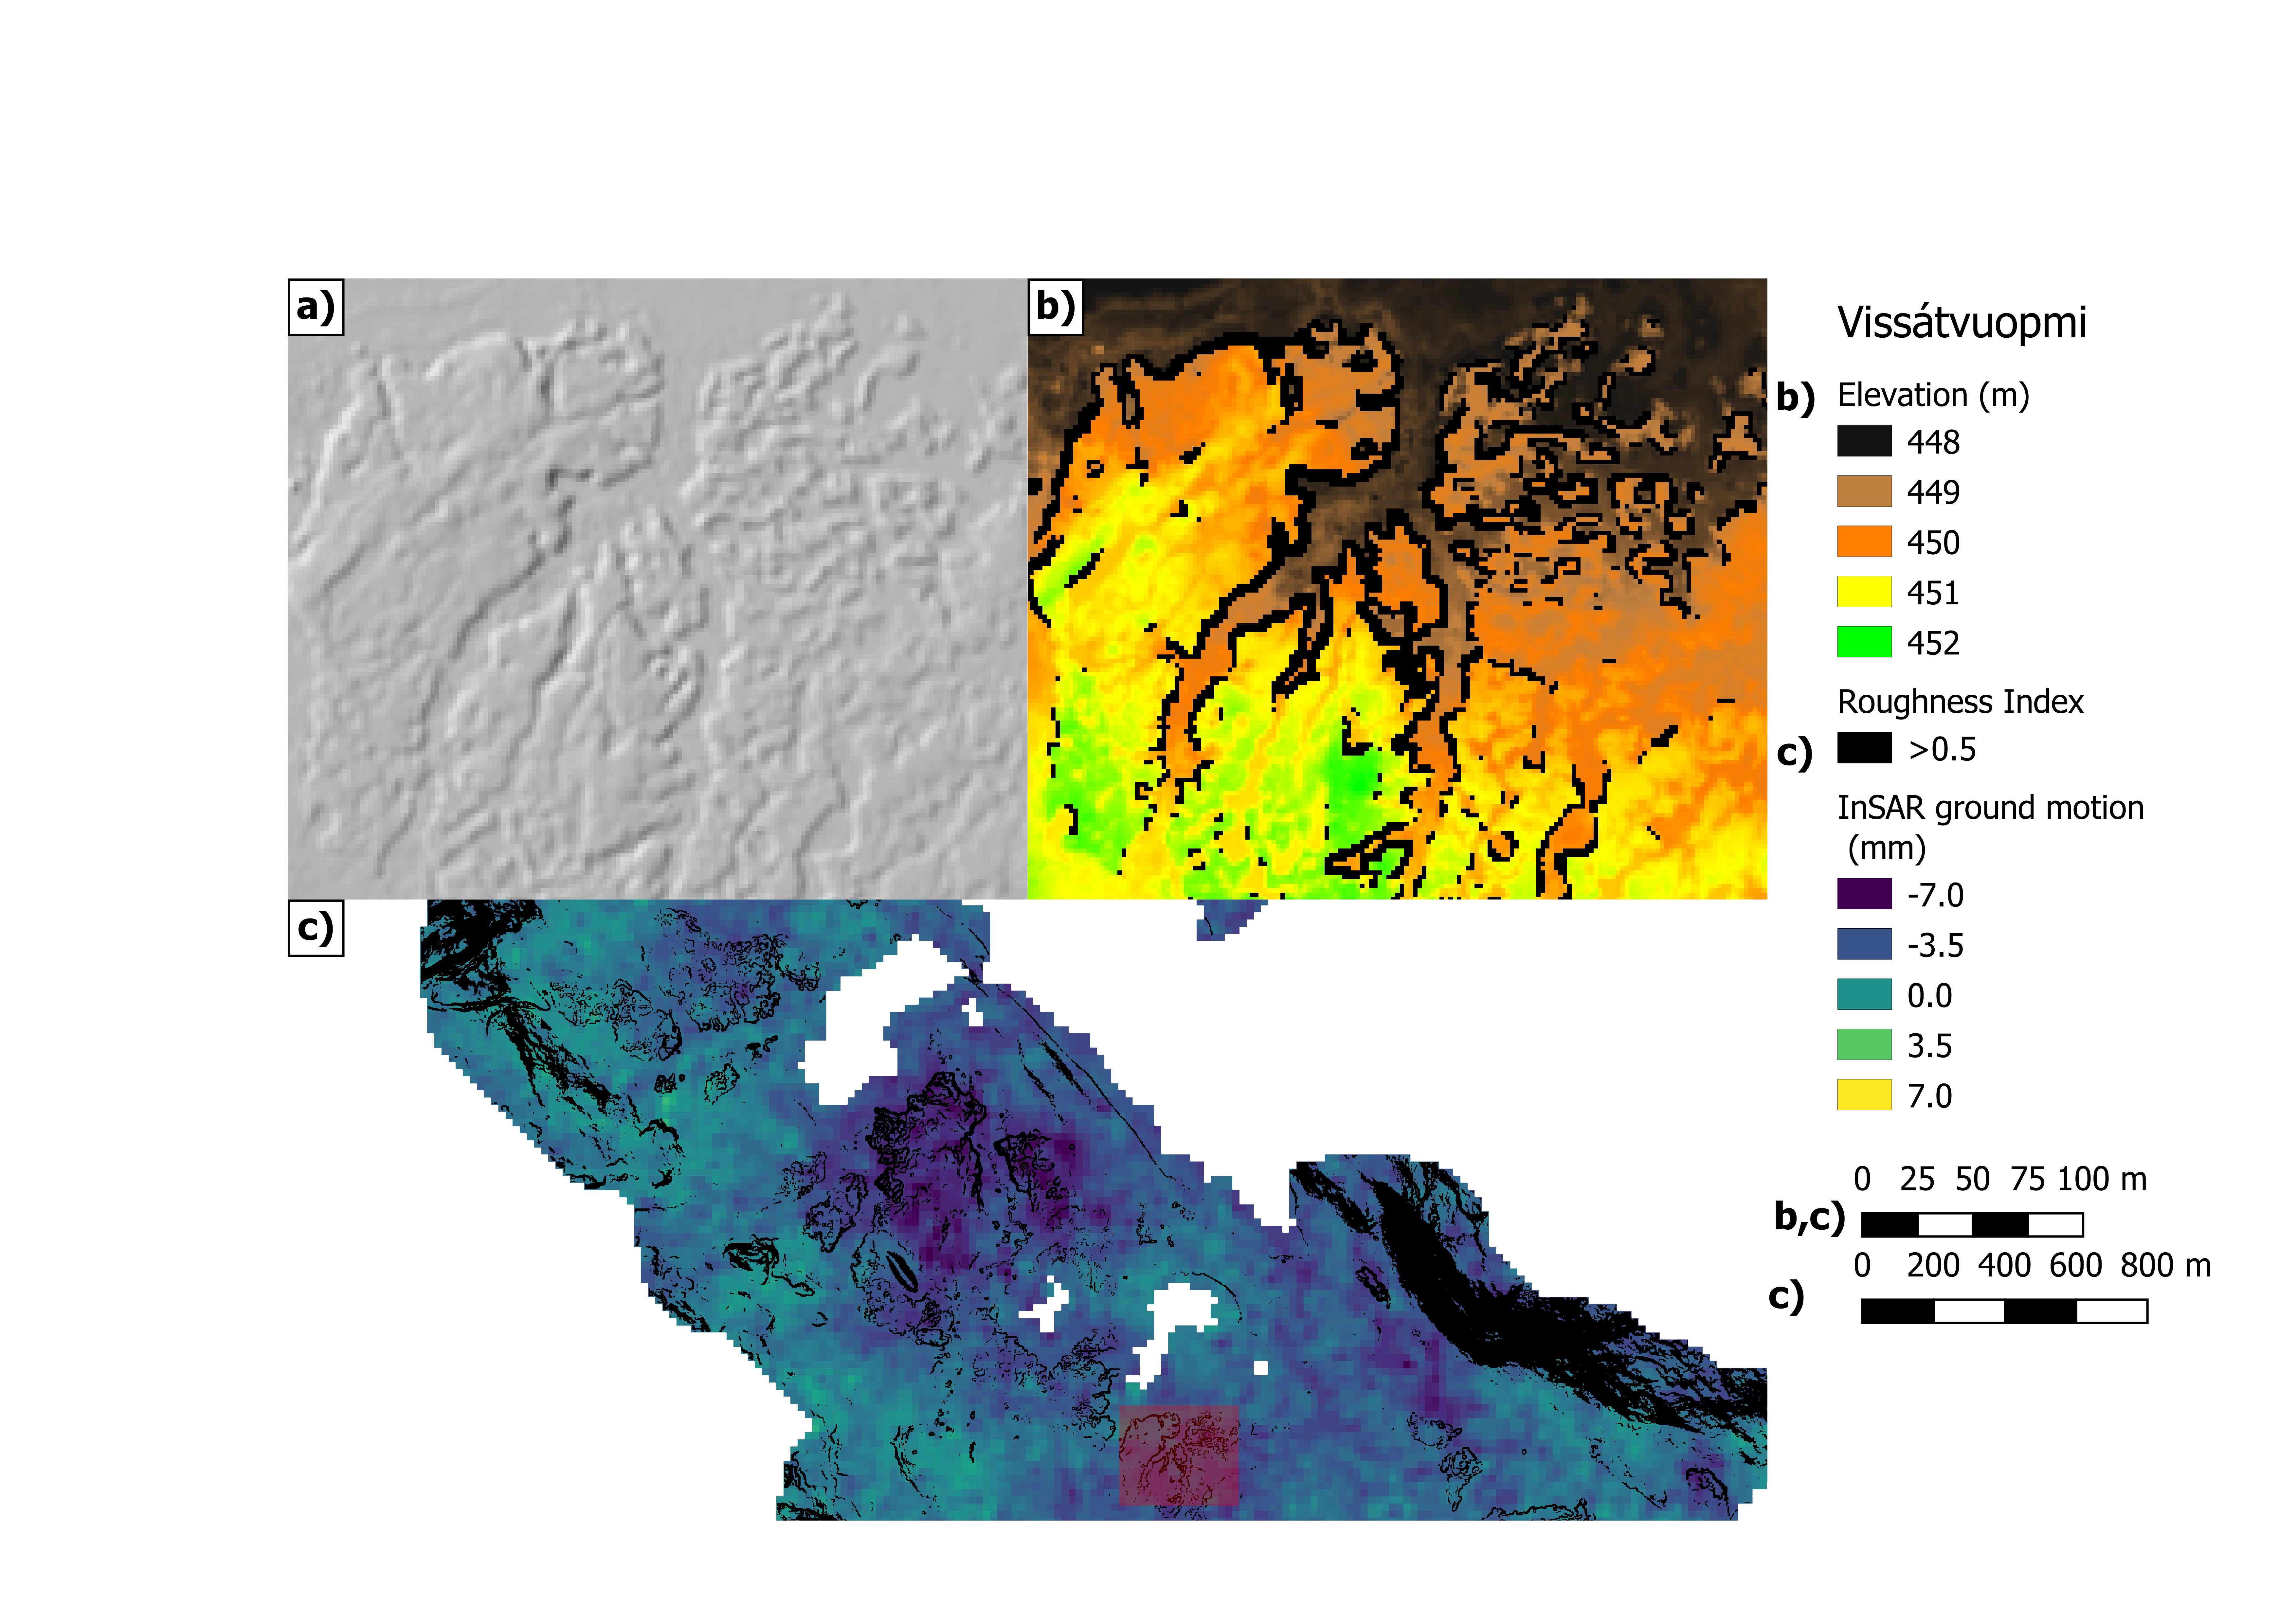 a)
b)
c)
Vissátvuopmi
b) Elevation (m)
448
449
450
451
452
Roughness Index
c) >0.5
InSAR ground motion
(mm)
-7.0
-3.5
0.0
3.5
7.0
0 25 50 75 100 m
b,c)
0 200 400 600 800 m
c)